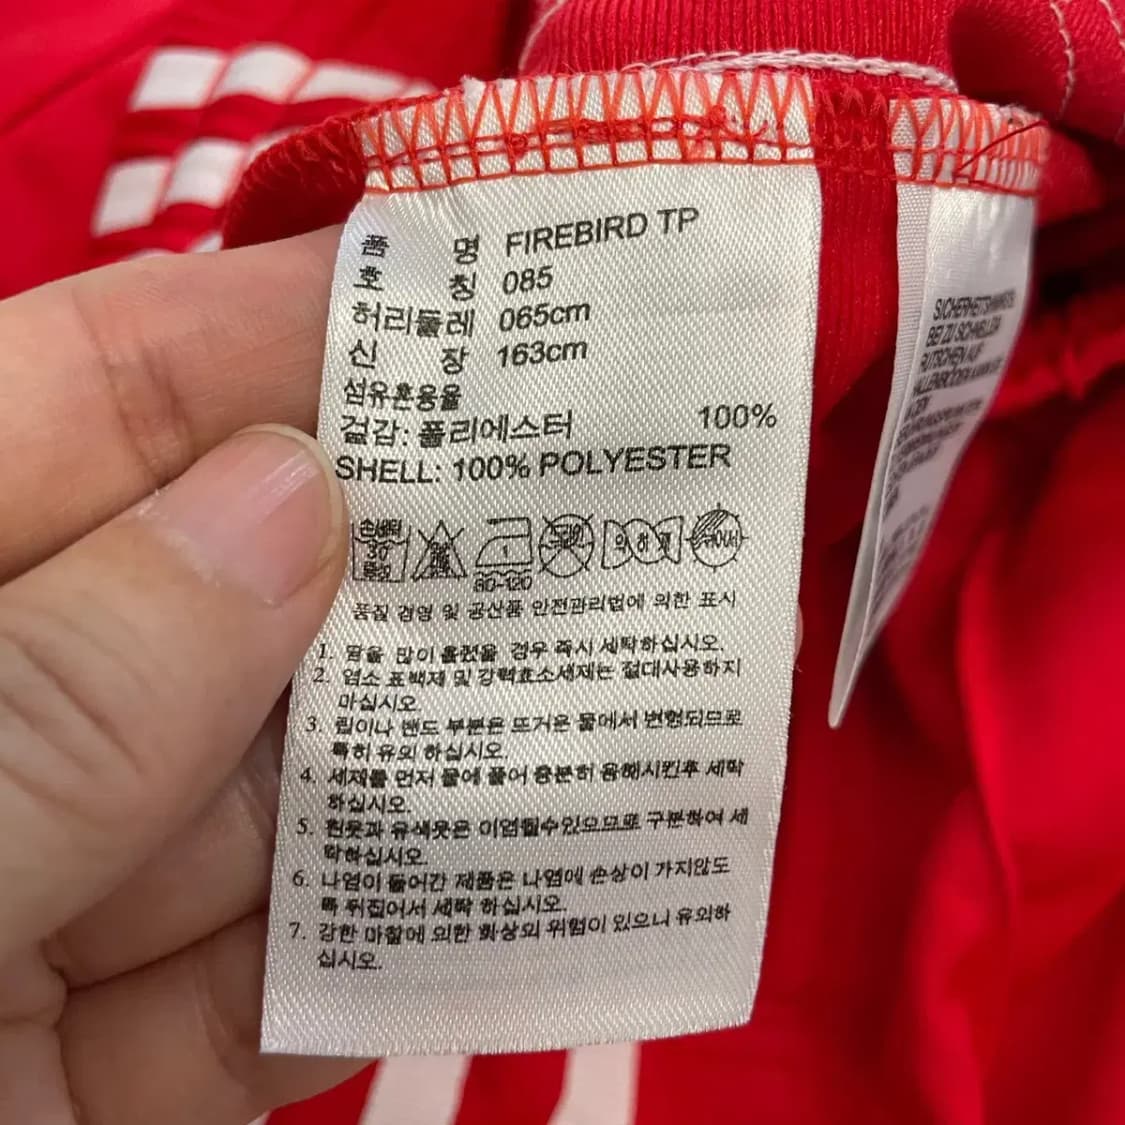 품 명 FIREBIRD TP
호 칭 085
허리둘레 065cm
신 장 163cm
섬유혼용율
겉감: 폴리에스터 100%
SHELL: 100% POLYESTER
손세탁
30°
중성
80-120
품질 경영 및 공산품 안전관리법에 의한 표시
1. 땀을 많이 흘렸을 경우 즉시 세탁하십시오.
2. 염소 표백제 및 강력효소세제는 절대사용하지
마십시오.
3. 립이나 밴드 부분은 뜨거운 물에서 변형되므로
특히 유의 하십시오.
4. 세제를 먼저 물에 풀어 충분히 용해시킨후 세탁
하십시오.
5. 흰옷과 유색옷은 이염될수있으므로 구분하여 세
탁하십시오.
6. 나염이 들어간 제품은 나염에 손상이 가지않도
록 뒤집어서 세탁 하십시오.
7. 강한 마찰에 의한 화상의 위험이 있으니 유의하
십시오.
BEI ZU SCHNELLEM
RUTSCHEN AUF